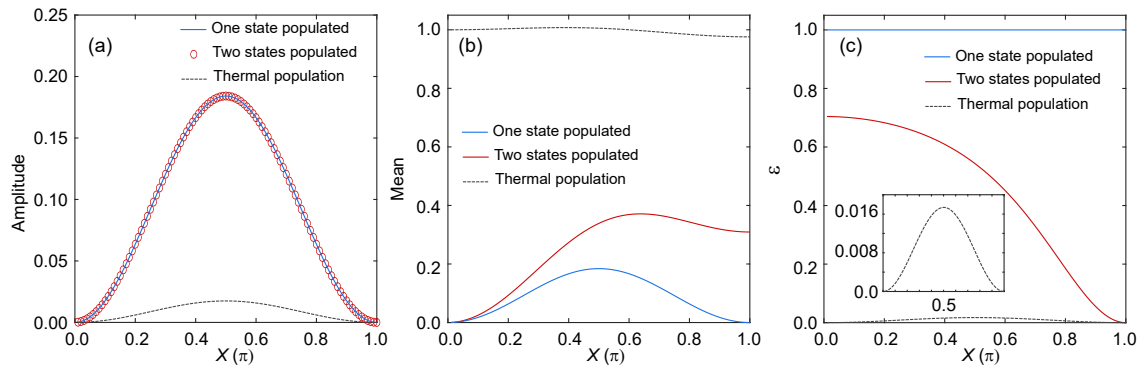 (a)
One state populated
Two states populated
Thermal population
0.25
0.20
0.15
0.10
0.05
0.00
Amplitude
0.0 0.2 0.4 0.6 0.8 1.0
X (π)
(b)
One state populated
Two states populated
Thermal population
1.0
0.8
0.6
0.4
0.2
0.0
Mean
0.0 0.2 0.4 0.6 0.8 1.0
X (π)
(c)
One state populated
Two states populated
Thermal population
1.0
0.8
0.6
0.4
0.2
0.0
ε
0.016
0.008
0.0
0.5
0.0 0.2 0.4 0.6 0.8 1.0
X (π)